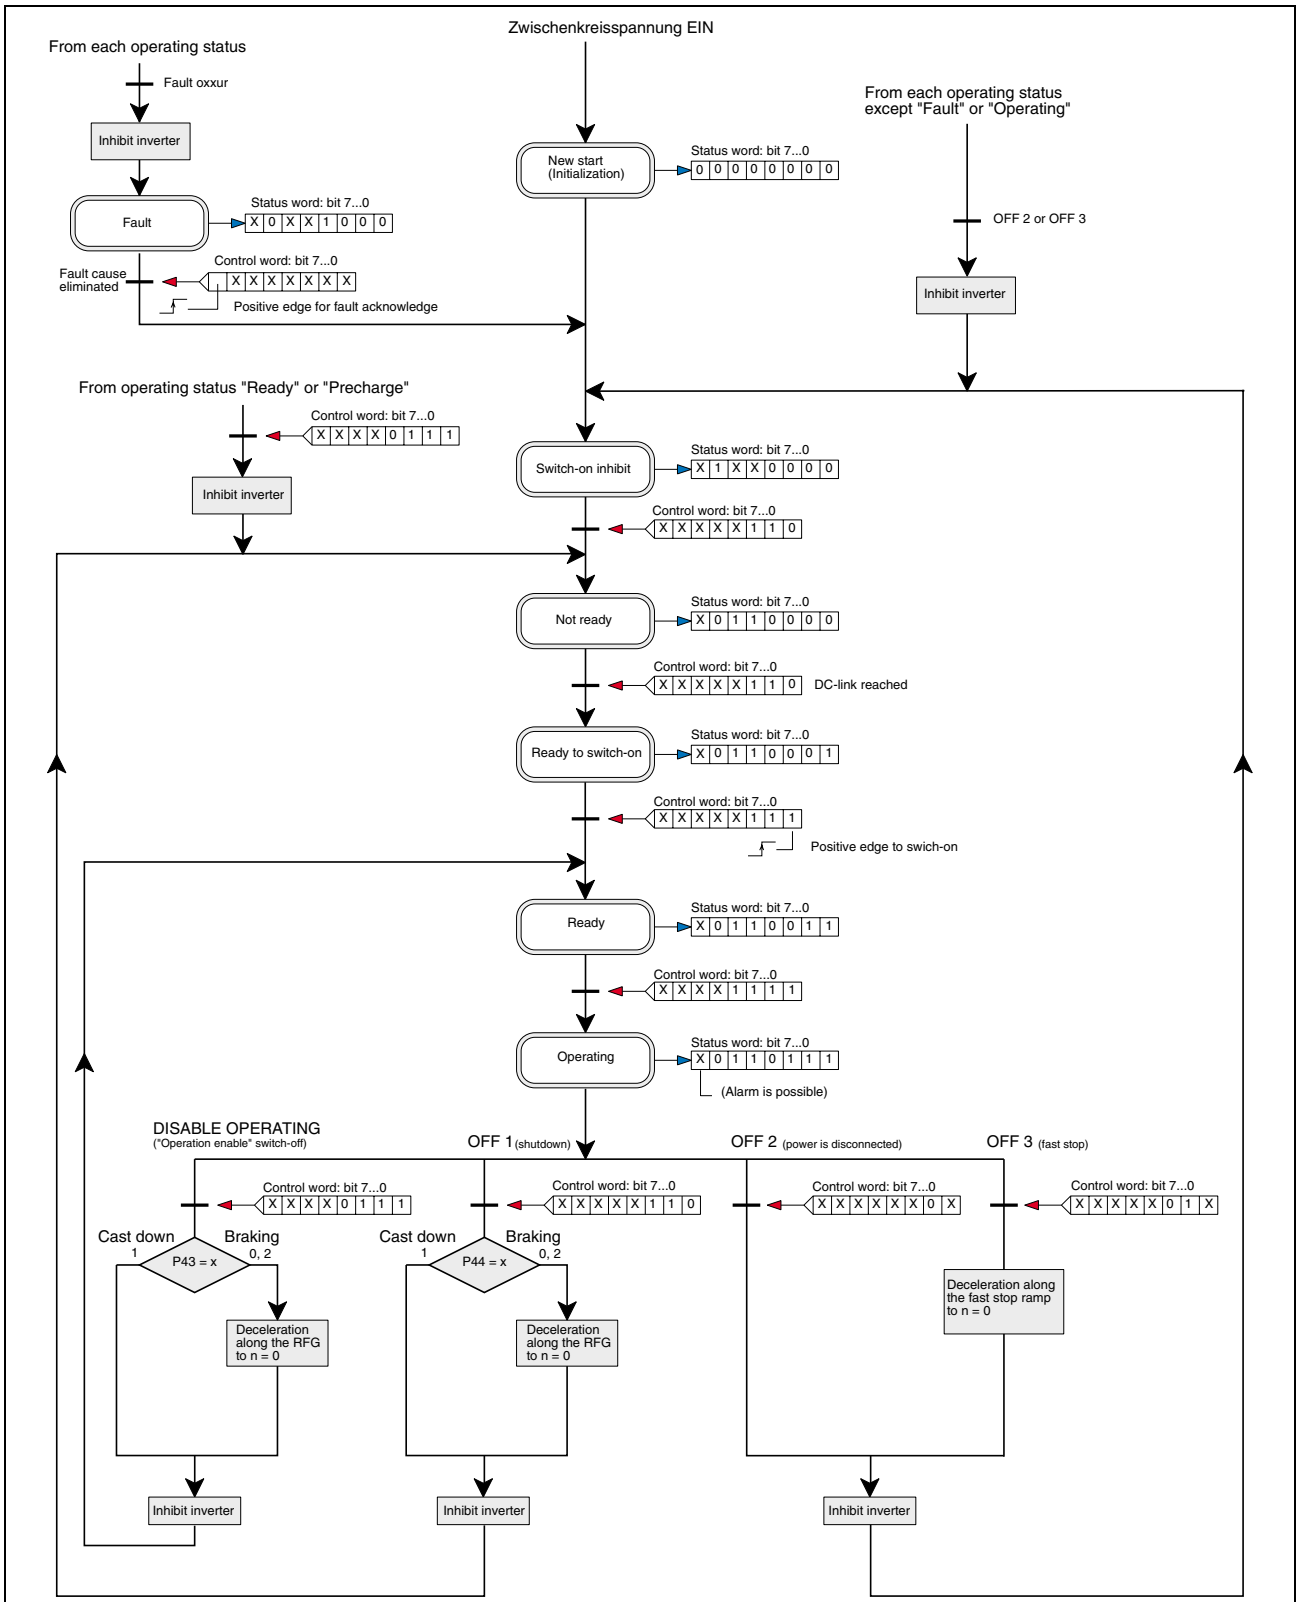 Zwischenkreisspannung EIN
From each operating status
Fault oxxur
Inhibit inverter
Fault
Status word: bit 7...0
X 0 X X 1 0 0 0
Fault cause
eliminated
Control word: bit 7...0
X X X X X X X
Positive edge for fault acknowledge
New start
(Initialization)
Status word: bit 7...0
0 0 0 0 0 0 0 0
From each operating status
except "Fault" or "Operating"
OFF 2 or OFF 3
Inhibit inverter
From operating status "Ready" or "Precharge"
Control word: bit 7...0
X X X X 0 1 1 1
Inhibit inverter
Switch-on inhibit
Status word: bit 7...0
X 1 X X 0 0 0 0
Control word: bit 7...0
X X X X X 1 1 0
Not ready
Status word: bit 7...0
X 0 1 1 0 0 0 0
Control word: bit 7...0
X X X X X 1 1 0
DC-link reached
Ready to switch-on
Status word: bit 7...0
X 0 1 1 0 0 0 1
Control word: bit 7...0
X X X X X 1 1 1
Positive edge to swich-on
Ready
Status word: bit 7...0
X 0 1 1 0 0 1 1
Control word: bit 7...0
X X X X 1 1 1 1
Operating
Status word: bit 7...0
X 0 1 1 0 1 1 1
(Alarm is possible)
DISABLE OPERATING
("Operation enable" switch-off)
Control word: bit 7...0
X X X X 0 1 1 1
Cast down
1
P43 = x
Braking
0, 2
Deceleration
along the RFG
to n = 0
Inhibit inverter
OFF 1 (shutdown)
Control word: bit 7...0
X X X X X 1 1 0
Cast down
1
P44 = x
Braking
0, 2
Deceleration
along the RFG
to n = 0
Inhibit inverter
OFF 2 (power is disconnected)
Control word: bit 7...0
X X X X X X 0 X
OFF 3 (fast stop)
Control word: bit 7...0
X X X X X 0 1 X
Deceleration along
the fast stop ramp
to n = 0
Inhibit inverter